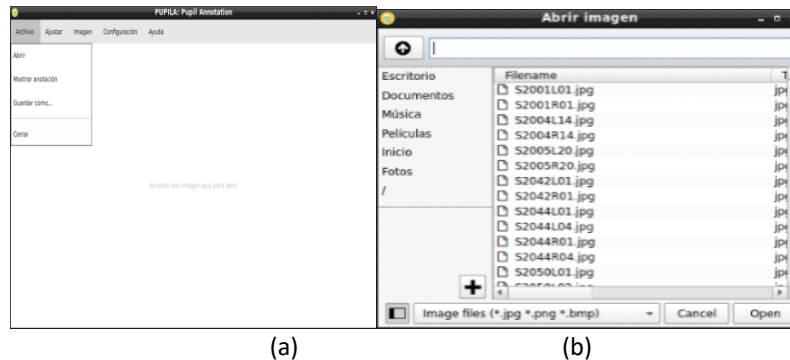 PUPILA: Pupil Annotation
Archivo Ajustar Imagen Configuración Ayuda
Abrir
Mostrar anotación
Guardar como...
Cerrar
Arrastre una imagen aquí para abrir
(a)
Abrir imagen
Escritorio
Documentos
Música
Películas
Inicio
Fotos
/
Filename
S2001L01.jpg
S2001R01.jpg
S2004L14.jpg
S2004R14.jpg
S2005L20.jpg
S2005R20.jpg
S2042L01.jpg
S2042R01.jpg
S2044L01.jpg
S2044L04.jpg
S2044R01.jpg
S2044R04.jpg
S2050L01.jpg
Image files (*.jpg *.png *.bmp) Cancel Open
(b)